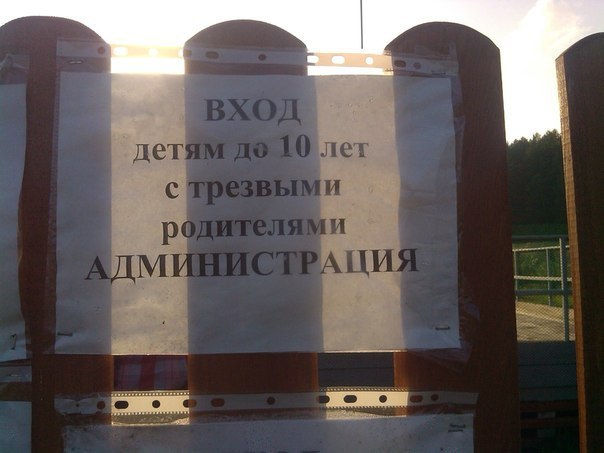 ВХОД
детям до 10 лет
с трезвыми
родителями
АДМИНИСТРАЦИЯ